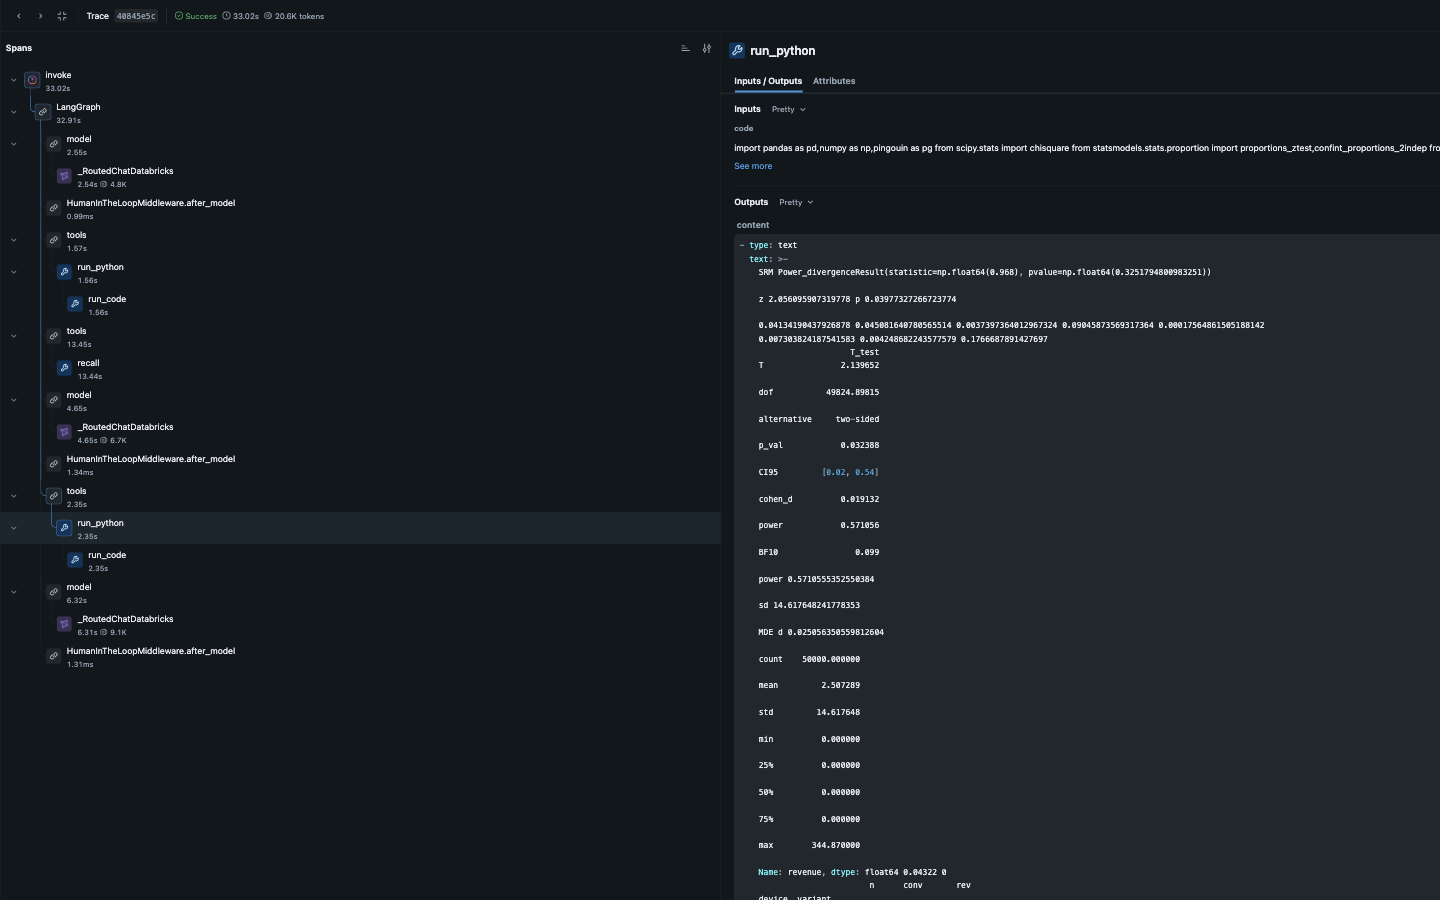 Trace 40845e5c Success 33.02s 20.6K tokens
Spans
invoke
33.02s
LangGraph
32.91s
model
2.55s
_RoutedChatDatabricks
2.54s 4.8K
HumanInTheLoopMiddleware.after_model
0.99ms
tools
1.57s
run_python
1.56s
run_code
1.56s
tools
13.45s
recall
13.44s
model
4.65s
_RoutedChatDatabricks
4.65s 6.7K
HumanInTheLoopMiddleware.after_model
1.34ms
tools
2.35s
run_python
2.35s
run_code
2.35s
model
6.32s
_RoutedChatDatabricks
6.31s 9.1K
HumanInTheLoopMiddleware.after_model
1.31ms
run_python
Inputs / Outputs Attributes
Inputs Pretty
code
import pandas as pd,numpy as np,pingouin as pg from scipy.stats import chisquare from statsmodels.stats.proportion import proportions_ztest,confint_proportions_2indep fro
See more
Outputs Pretty
content
− type: text
text: >−
SRM Power_divergenceResult(statistic=np.float64(0.968), pvalue=np.float64(0.3251794800983251))
z 2.056095907319778 p 0.03977327266723774
0.04134190437926878 0.045081640780565514 0.0037397364012967324 0.09045873569317364 0.00017564861505188142
0.007303824187541583 0.004248682243577579 0.1766687891427697
T_test
T 2.139652
dof 49824.89815
alternative two-sided
p_val 0.032388
CI95 [0.02, 0.54]
cohen_d 0.019132
power 0.571056
BF10 0.099
power 0.5710555352550384
sd 14.617648241778353
MDE d 0.025056350559812604
count 50000.000000
mean 2.507289
std 14.617648
min 0.000000
25% 0.000000
50% 0.000000
75% 0.000000
max 344.870000
Name: revenue, dtype: float64 0.04322 0
n conv rev
device variant